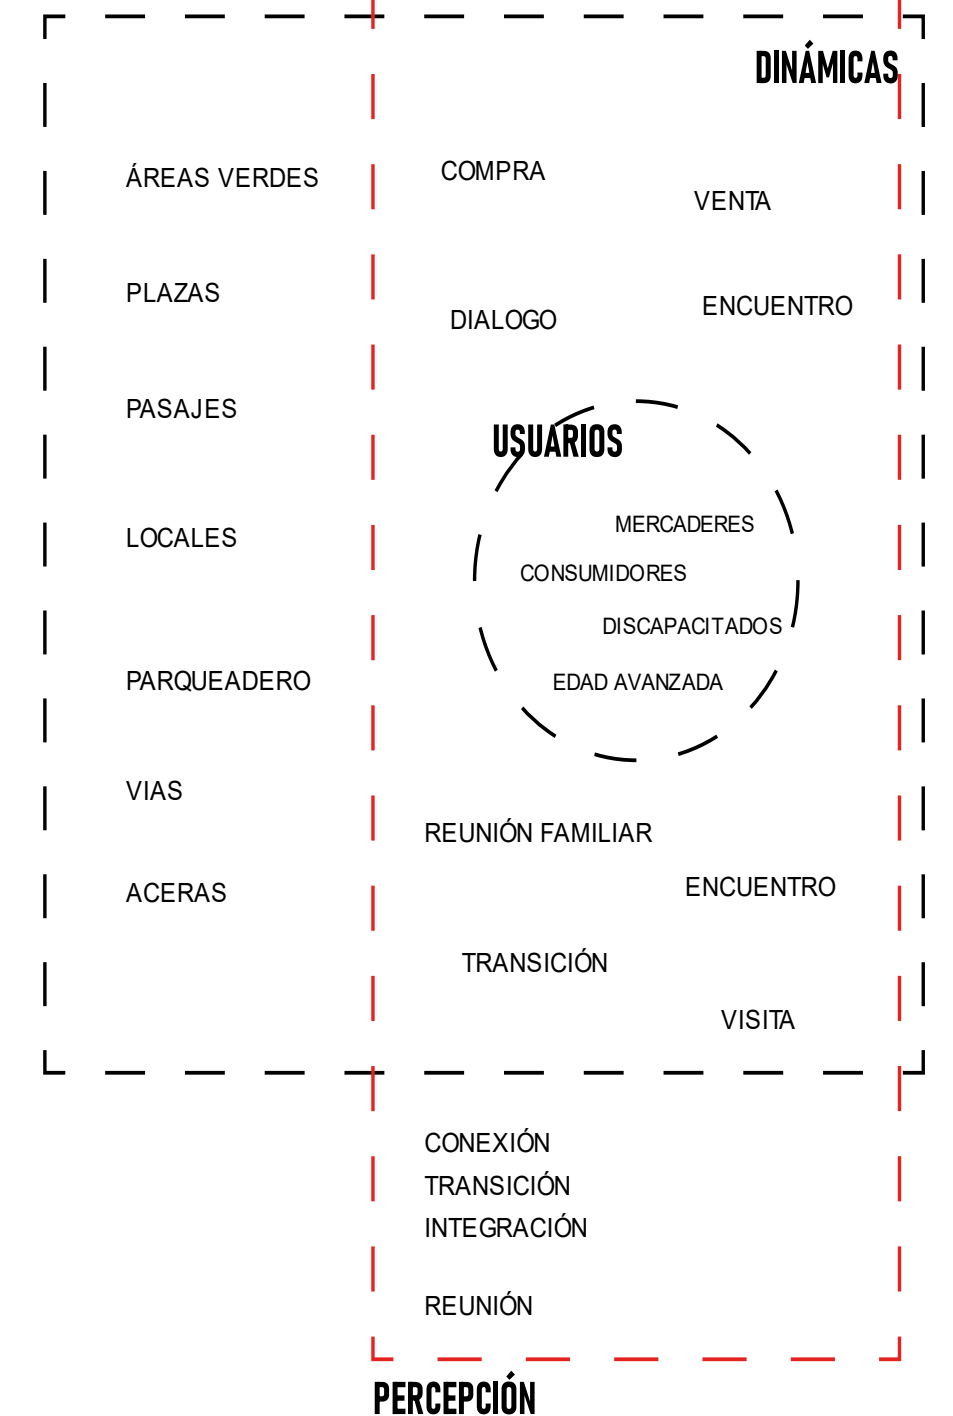 DINÁMICAS
ÁREAS VERDES
PLAZAS
PASAJES
LOCALES
PARQUEADERO
VIAS
ACERAS
COMPRA
VENTA
DIALOGO
ENCUENTRO
USUARIOS
MERCADERES
CONSUMIDORES
DISCAPACITADOS
EDAD AVANZADA
REUNIÓN FAMILIAR
ENCUENTRO
TRANSICIÓN
VISITA
CONEXIÓN
TRANSICIÓN
INTEGRACIÓN
REUNIÓN
PERCEPCIÓN